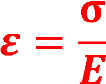 ε = σ / E